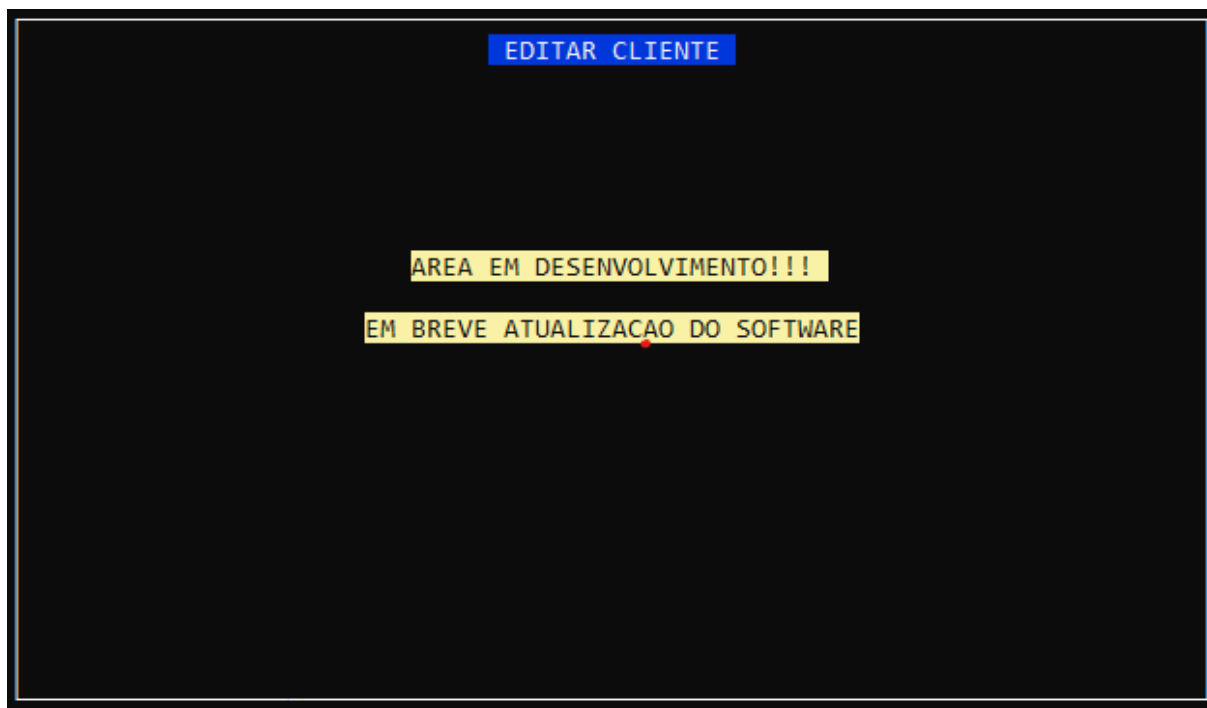 EDITAR CLIENTE
AREA EM DESENVOLVIMENTO!!!
EM BREVE ATUALIZACAO DO SOFTWARE